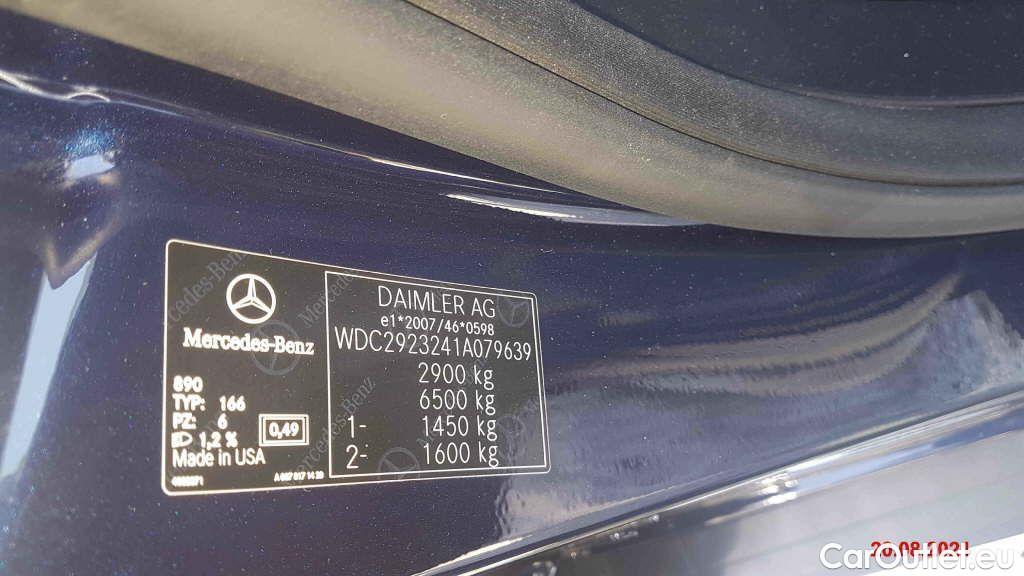 Mercedes-Benz
890
TYP: 166
PZ: 6
1,2 %
0,49
Made in USA
DAIMLER AG
e1*2007/46*0598
WDC2923241A079639
2900 kg
6500 kg
1- 1450 kg
2- 1600 kg
CarOutlet.eu